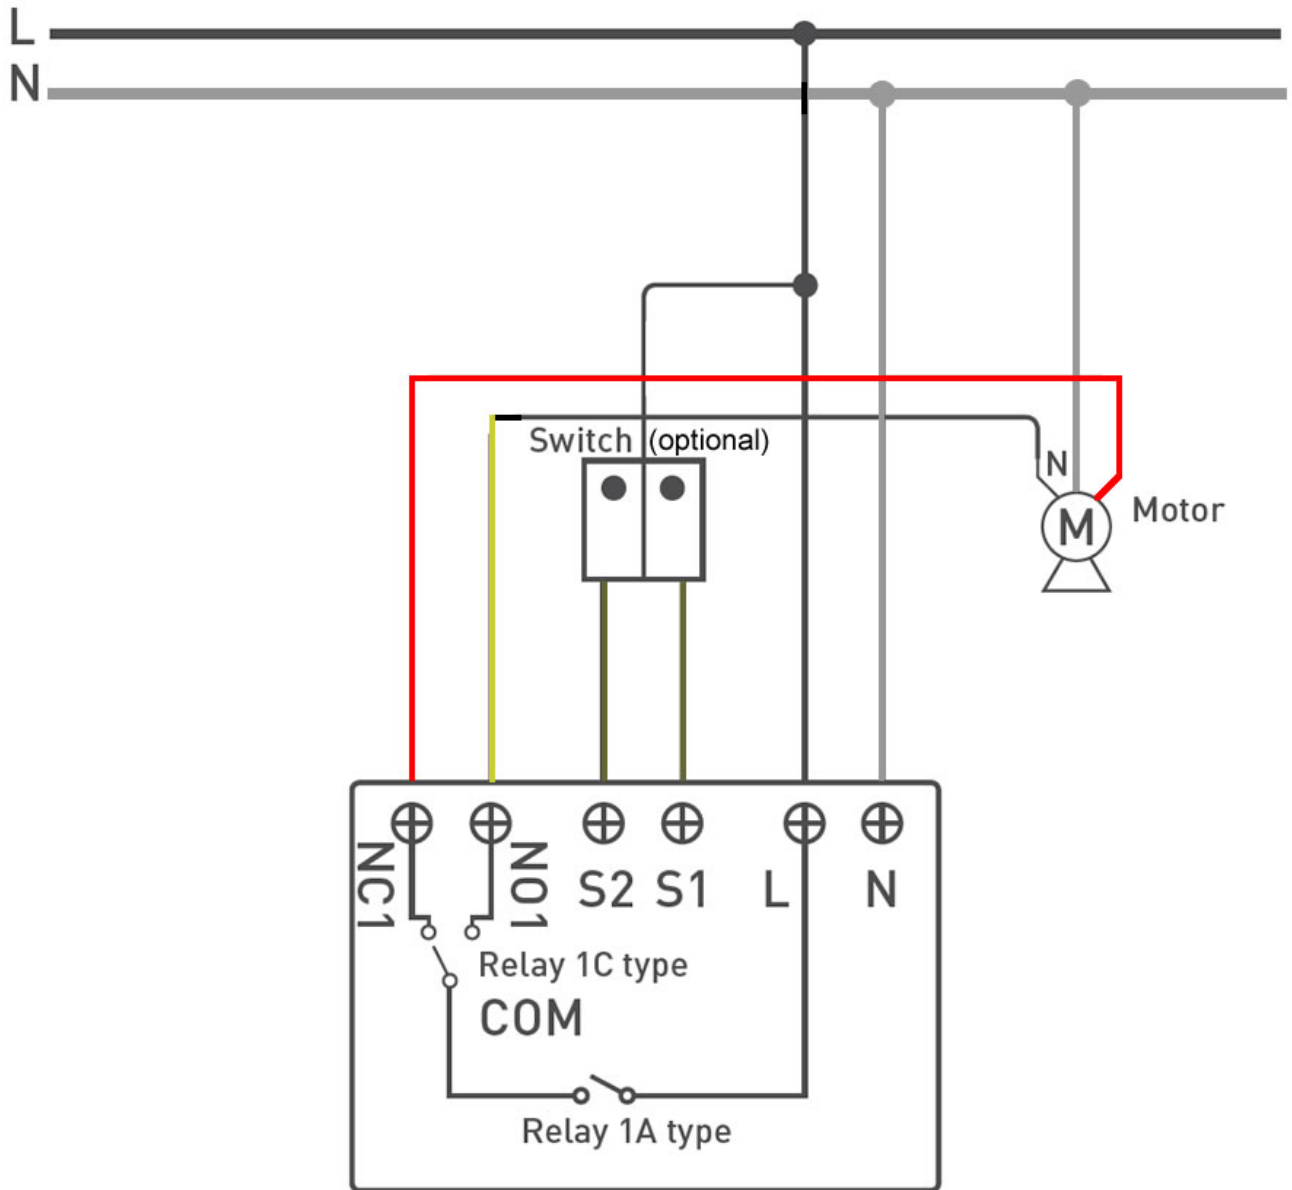 L
N
Switch (optional)
N
M
Motor
NC1
NO1
S2
S1
L
N
Relay 1C type
COM
Relay 1A type